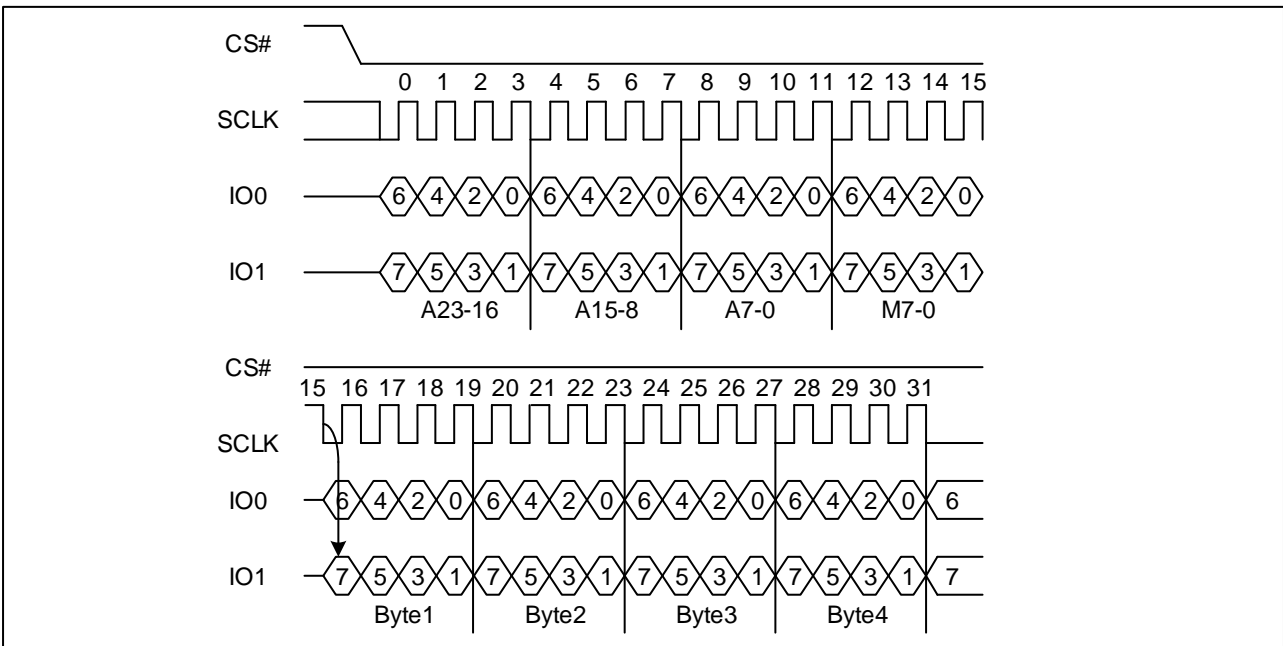 CS#
0 1 2 3 4 5 6 7 8 9 10 11 12 13 14 15
SCLK
IO0 6 4 2 0 6 4 2 0 6 4 2 0 6 4 2 0
IO1 7 5 3 1 7 5 3 1 7 5 3 1 7 5 3 1
A23-16 A15-8 A7-0 M7-0
CS#
15 16 17 18 19 20 21 22 23 24 25 26 27 28 29 30 31
SCLK
IO0 6 4 2 0 6 4 2 0 6 4 2 0 6 4 2 0 6
IO1 7 5 3 1 7 5 3 1 7 5 3 1 7 5 3 1 7
Byte1 Byte2 Byte3 Byte4